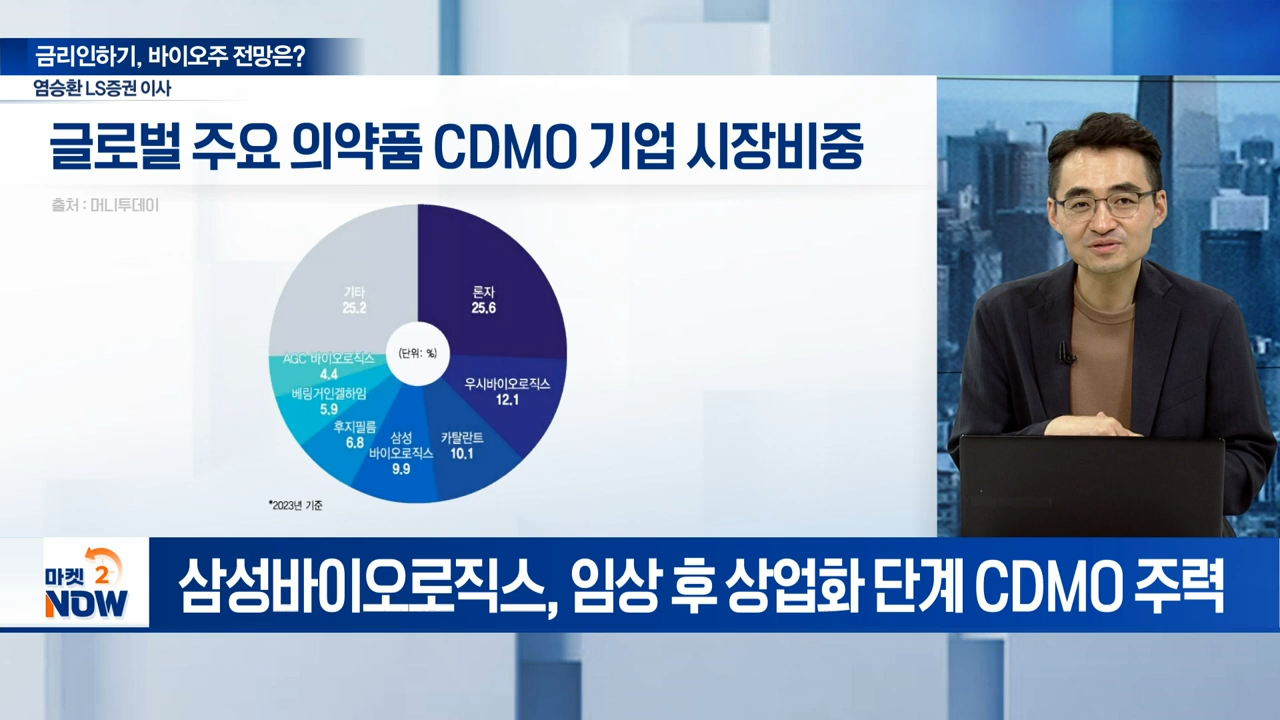 금리인하기, 바이오주 전망은?
염승환 LS증권 이사
글로벌 주요 의약품 CDMO 기업 시장비중
출처 : 머니투데이
기타
25.2
론자
25.6
(단위: %)
AGC 바이오로직스
4.4
우시바이오로직스
12.1
베링거인겔하임
5.9
후지필름
6.8
삼성
바이오로직스
9.9
카탈란트
10.1
*2023년 기준
마켓 2
NOW
삼성바이오로직스, 임상 후 상업화 단계 CDMO 주력